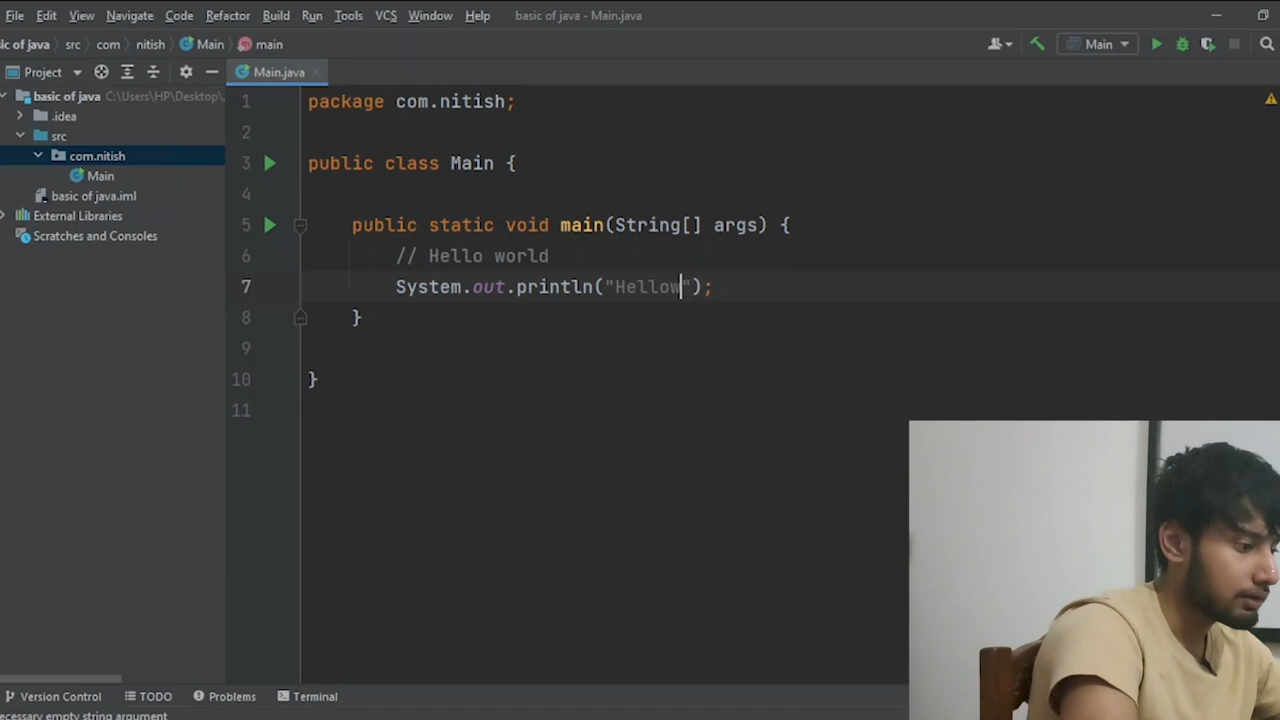 File Edit View Navigate Code Refactor Build Run Tools VCS Window Help basic of java - Main.java
ic of java src com nitish Main main Main
Project Main.java
basic of java C:\Users\HP\Desktop\
.idea
src
com.nitish
Main
basic of java.iml
External Libraries
Scratches and Consoles
1 package com.nitish;
2
3 public class Main {
4
5 public static void main(String[] args) {
6 // Hello world
7 System.out.println("Hellow");
8 }
9
10 }
11
Version Control TODO Problems Terminal
ecessary empty string argument